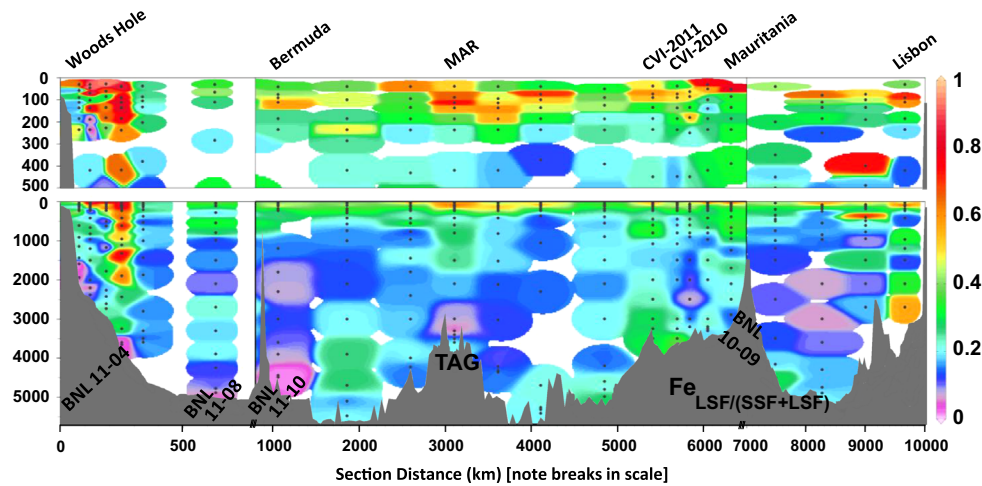 Woods Hole
Bermuda
MAR
CVI-2011
CVI-2010
Mauritania
Lisbon
0
100
200
300
400
500
0
1000
2000
3000
4000
5000
1
0.8
0.6
0.4
0.2
0
BNL 11-04
BNL
11-08
BNL
11-10
TAG
BNL
10-09
Fe LSF/(SSF+LSF)
0 500 1000 2000 3000 4000 5000 6000 7000 8000 9000 10000
// //
Section Distance (km) [note breaks in scale]